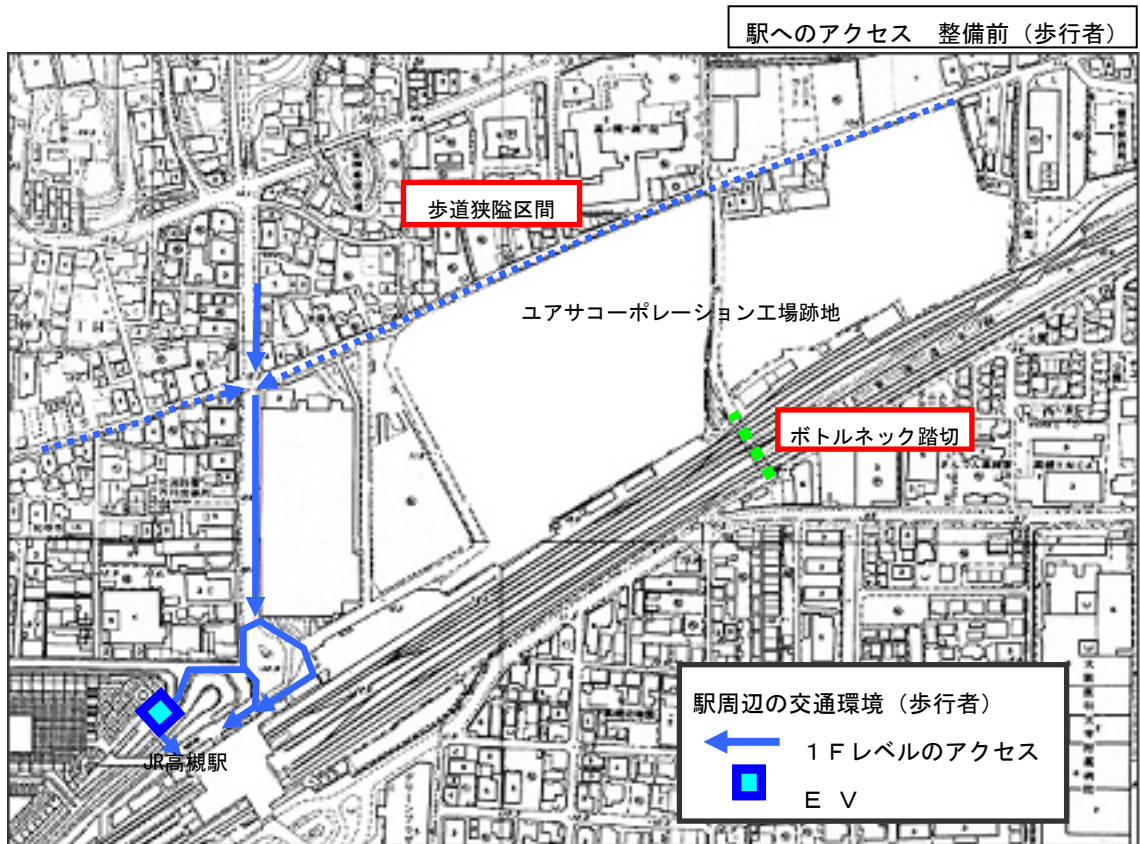 駅へのアクセス　整備前（歩行者）
歩道狭隘区間
ユアサコーポレーション工場跡地
ボトルネック踏切
駅周辺の交通環境（歩行者）
１Ｆレベルのアクセス
Ｅ　Ｖ
JR高槻駅